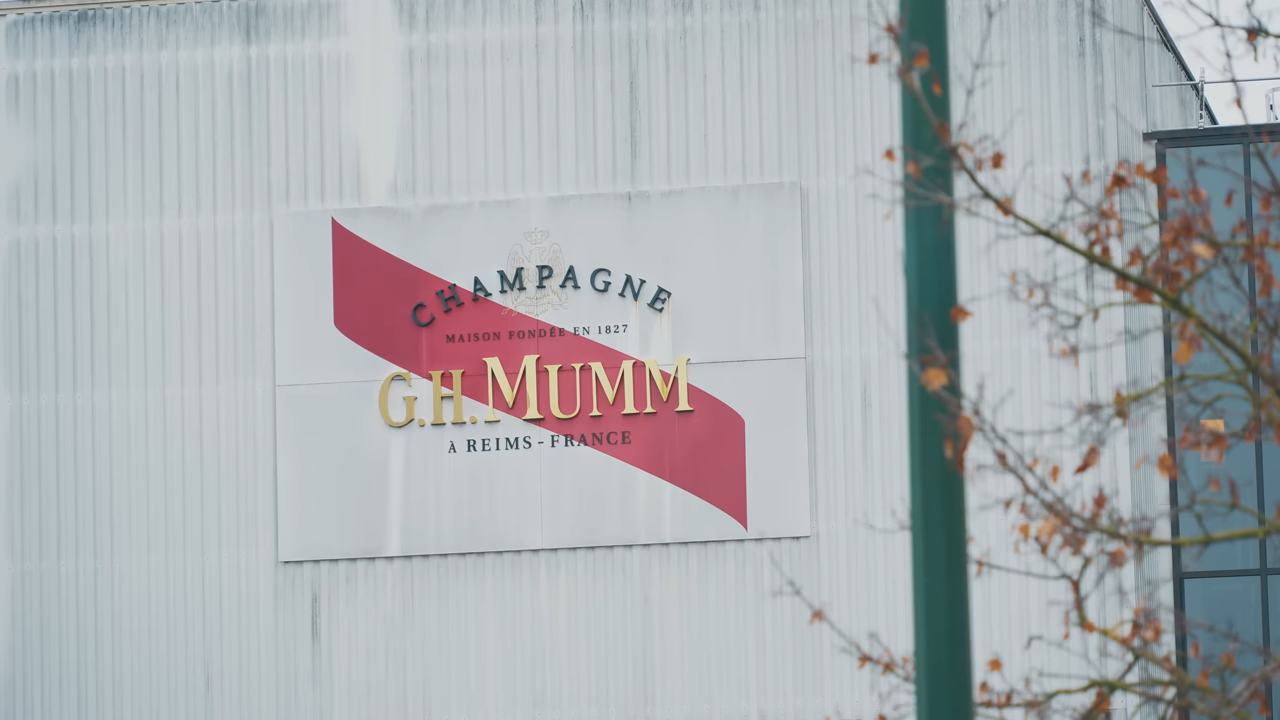 CHAMPAGNE
MAISON FONDÉE EN 1827
G.H. MUMM
À REIMS - FRANCE